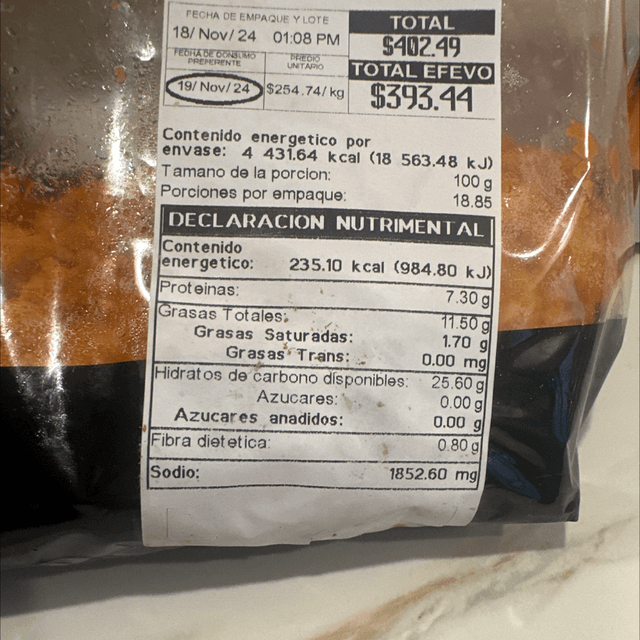 FECHA DE EMPAQUE Y LOTE
18/Nov/24 01:08 PM
TOTAL
$402.49
FECHA DE CONSUMO
PREFERENTE
PREDIO
UNITARIO
TOTAL EFEVO
19/Nov/24
$254.74/kg
$393.44
Contenido energetico por
envase: 4 431.64 kcal (18 563.48 kJ)
Tamano de la porcion: 100 g
Porciones por empaque: 18.85
DECLARACION NUTRIMENTAL
Contenido
energetico: 235.10 kcal (984.80 kJ)
Proteinas: 7.30 g
Grasas Totales: 11.50 g
Grasas Saturadas: 1.70 g
Grasas Trans: 0.00 mg
Hidratos de carbono disponibles: 25.60 g
Azucares: 0.00 g
Azucares anadidos: 0.00 g
Fibra dietetica: 0.80 g
Sodio: 1852.60 mg